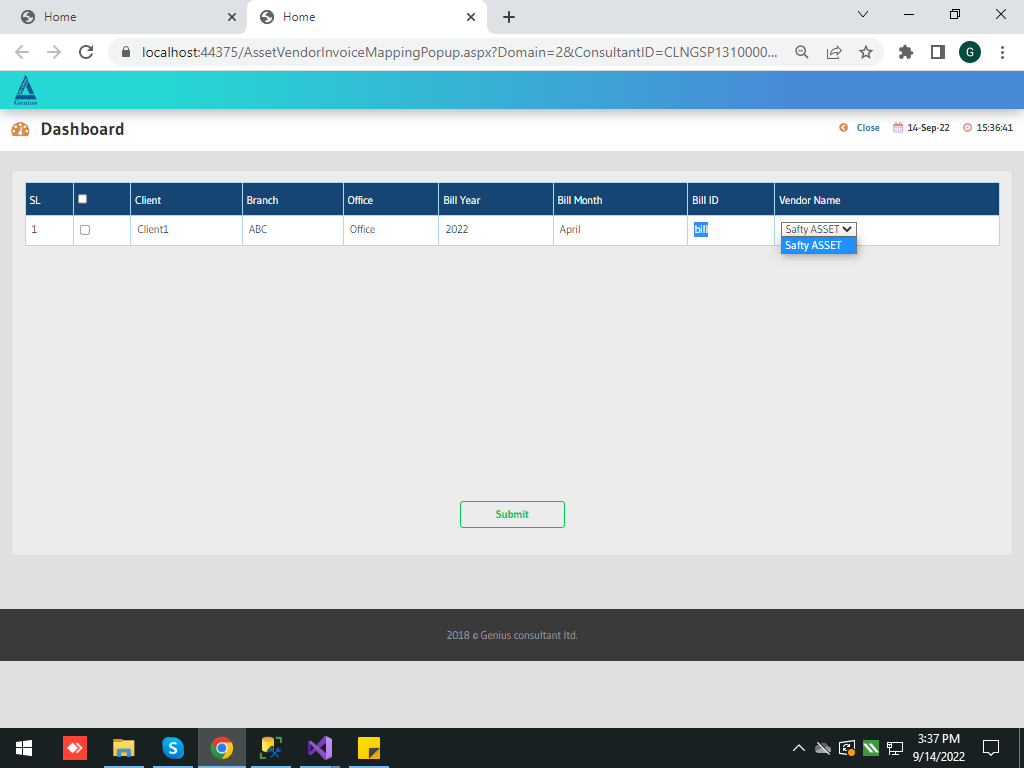 Home
Home
localhost:44375/AssetVendorInvoiceMappingPopup.aspx?Domain=2&ConsultantID=CLNGSP1310000...
G
Genius
Dashboard
Close 14-Sep-22 15:36:41
SL Client Branch Office Bill Year Bill Month Bill ID Vendor Name
1 Client1 ABC Office 2022 April bill Safty ASSET
Safty ASSET
Submit
2018 © Genius consultant ltd.
S
3:37 PM
9/14/2022